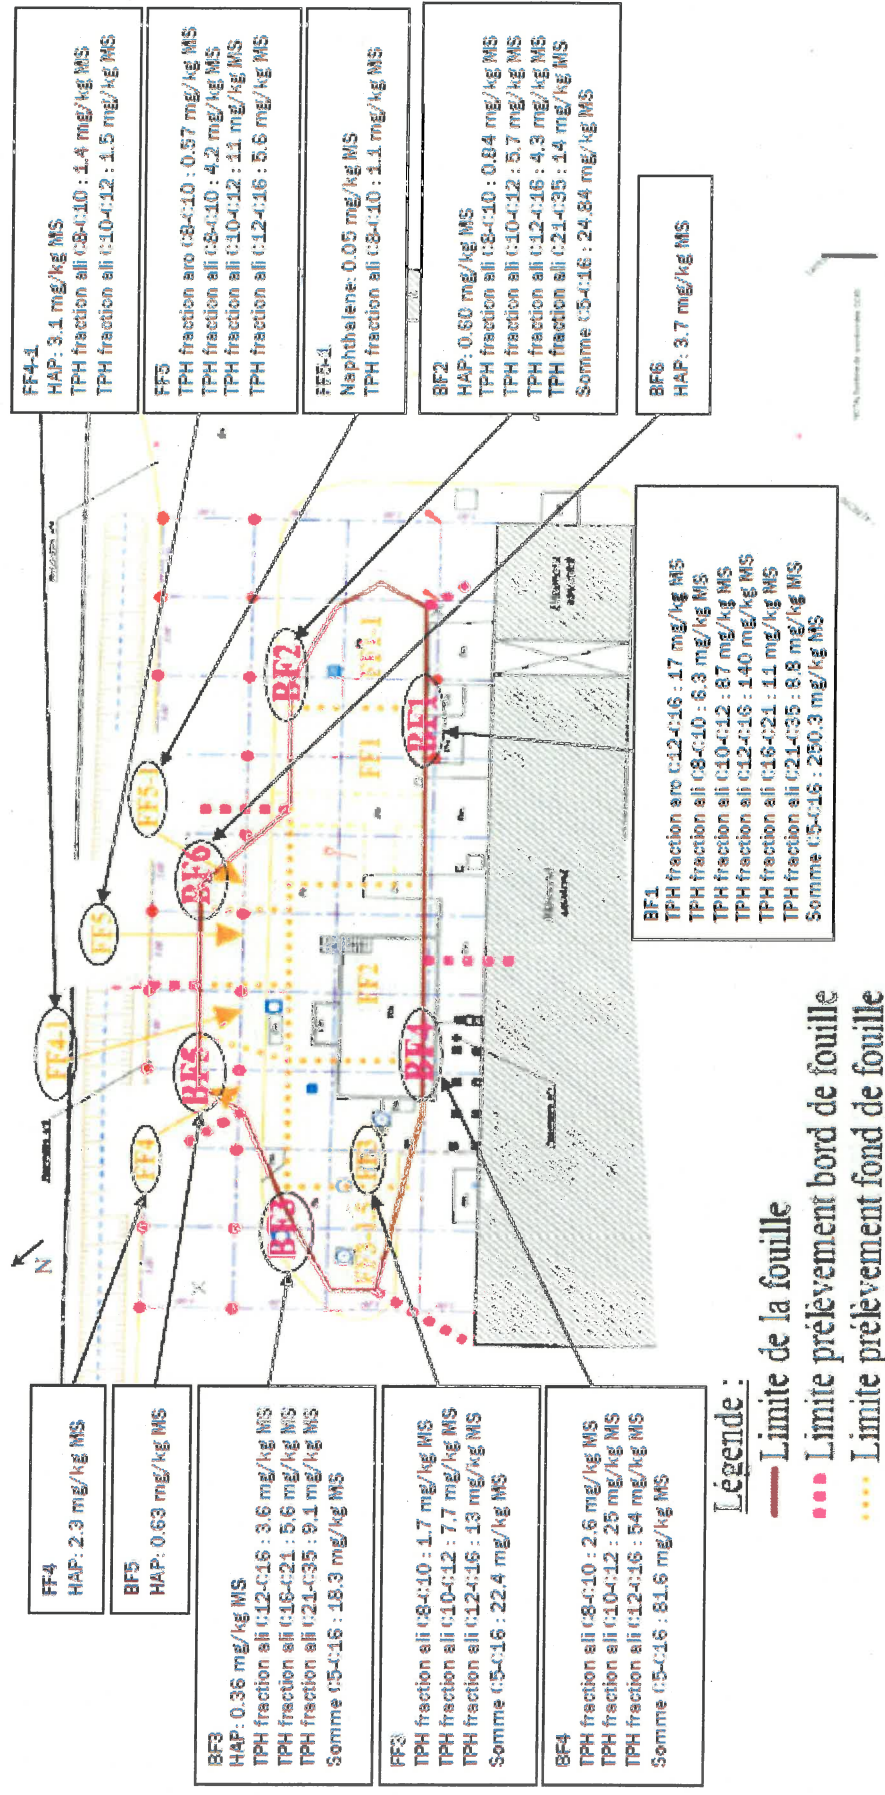 FF4
HAP: 2.9 mg/kg MS
BF5
HAP: 0.63 mg/kg MS
BF3
HAP: 0.36 mg/kg MS
TPH fraction ali C12-C16 : 3.6 mg/kg MS
TPH fraction ali C16-C21 : 5.6 mg/kg MS
TPH fraction ali C21-C35 : 9.1 mg/kg MS
Somme C5-C16 : 18.3 mg/kg MS
FF3
TPH fraction ali C8-C10 : 1.7 mg/kg MS
TPH fraction ali C10-C12 : 7.7 mg/kg MS
TPH fraction ali C12-C16 : 13 mg/kg MS
Somme C5-C16 : 22.4 mg/kg MS
BF4
TPH fraction ali C8-C10 : 2.6 mg/kg MS
TPH fraction ali C10-C12 : 25 mg/kg MS
TPH fraction ali C12-C16 : 54 mg/kg MS
Somme C5-C16 : 81.6 mg/kg MS
N
FF4
FF4-1
FF5
FF5-1
BF5
BF6
BF3
BF2
FF3-1
FF3
FF2
FF1
FF1.1
BF4
BF1
FF4-1
HAP: 3.1 mg/kg MS
TPH fraction ali C8-C10 : 1.4 mg/kg MS
TPH fraction ali C10-C12 : 1.5 mg/kg MS
FF5
TPH fraction aro C8-C10 : 0.57 mg/kg MS
TPH fraction ali C8-C10 : 4.2 mg/kg MS
TPH fraction ali C10-C12 : 11 mg/kg MS
TPH fraction ali C12-C16 : 5.6 mg/kg MS
FF5-1
Naphthalene: 0.05 mg/kg MS
TPH fraction ali C8-C10 : 1.1 mg/kg MS
BF2
HAP: 0.60 mg/kg MS
TPH fraction ali C8-C10 : 0.84 mg/kg MS
TPH fraction ali C10-C12 : 5.7 mg/kg MS
TPH fraction ali C12-C16 : 4.3 mg/kg MS
TPH fraction ali C21-C35 : 14 mg/kg MS
Somme C5-C16 : 24.84 mg/kg MS
BF6
HAP: 3.7 mg/kg MS
BF1
TPH fraction aro C12-C16 : 17 mg/kg MS
TPH fraction ali C8-C10 : 6.3 mg/kg MS
TPH fraction ali C10-C12 : 87 mg/kg MS
TPH fraction ali C12-C16 : 140 mg/kg MS
TPH fraction ali C16-C21 : 11 mg/kg MS
TPH fraction ali C21-C35 : 8.8 mg/kg MS
Somme C5-C16 : 250.3 mg/kg MS
Légende :
Limite de la fouille
Limite prélèvement bord de fouille
Limite prélèvement fond de fouille